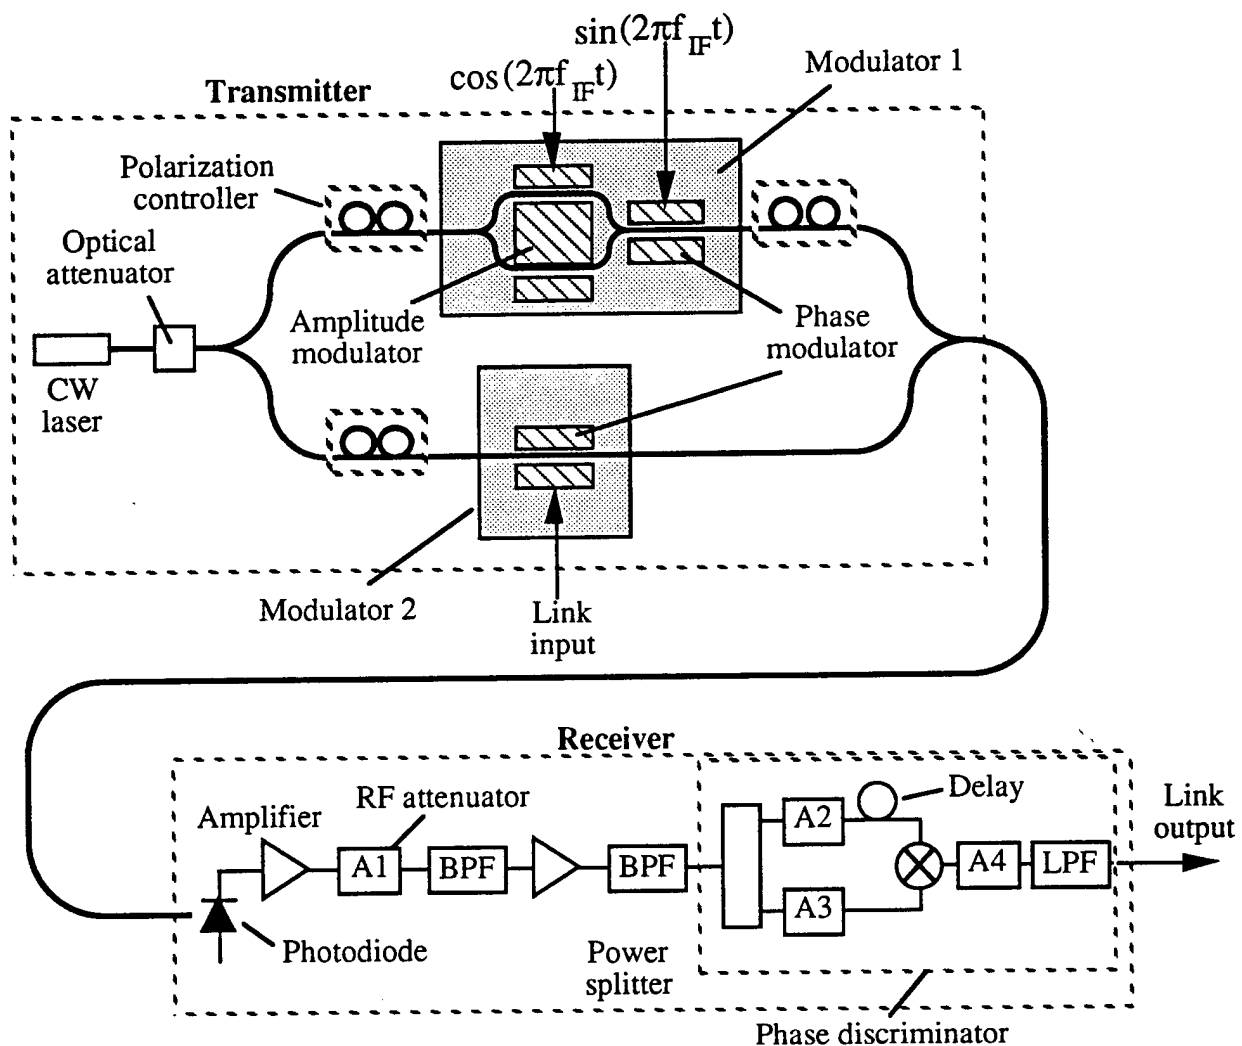 sin(2πf_IF t)
cos(2πf_IF t)
Modulator 1
Transmitter
Polarization
controller
Optical
attenuator
Amplitude
modulator
Phase
modulator
CW
laser
Modulator 2
Link
input
Receiver
RF attenuator
Amplifier
Delay
Link
output
A1
BPF
BPF
A2
A3
A4
LPF
Photodiode
Power
splitter
Phase discriminator